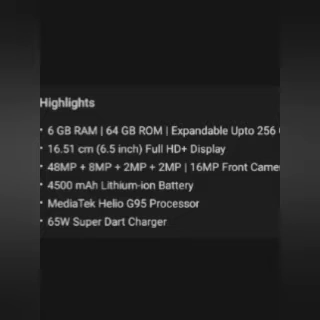 Highlights
• 6 GB RAM | 64 GB ROM | Expandable Upto 256
• 16.51 cm (6.5 inch) Full HD+ Display
• 48MP + 8MP + 2MP + 2MP | 16MP Front Came
• 4500 mAh Lithium-ion Battery
• MediaTek Helio G95 Processor
• 65W Super Dart Charger